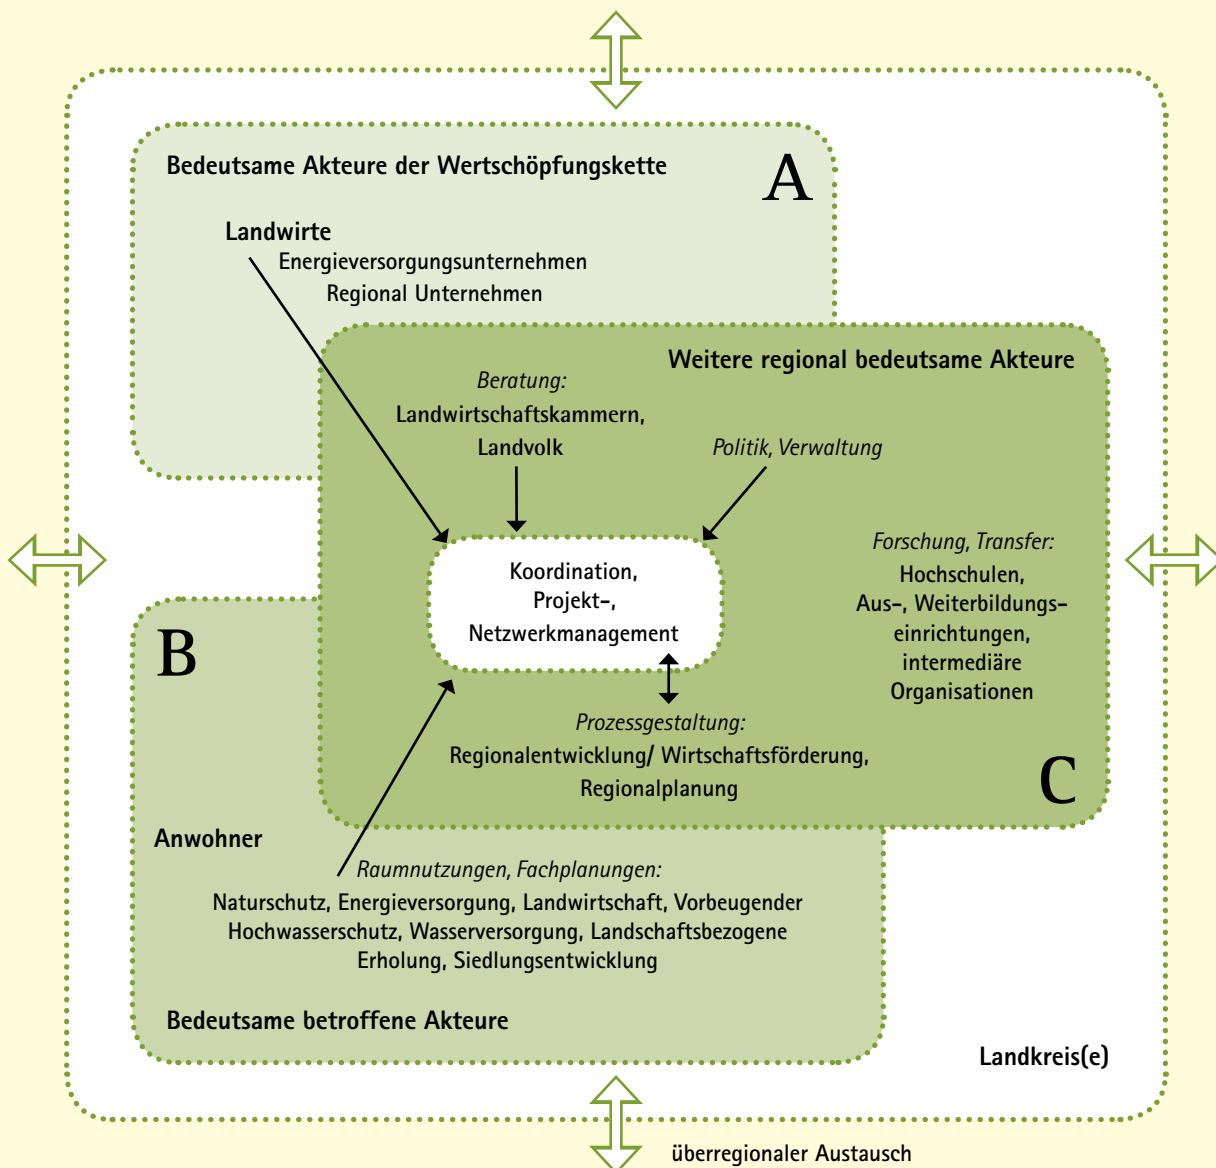 Bedeutsame Akteure der Wertschöpfungskette
A
Landwirte
Energieversorgungsunternehmen
Regional Unternehmen
Weitere regional bedeutsame Akteure
Beratung:
Landwirtschaftskammern,
Landvolk
Politik, Verwaltung
Forschung, Transfer:
Hochschulen,
Aus-, Weiterbildungs-
einrichtungen,
intermediäre
Organisationen
Koordination,
Projekt-,
Netzwerkmanagement
B
Prozessgestaltung:
Regionalentwicklung/ Wirtschaftsförderung,
Regionalplanung
C
Anwohner
Raumnutzungen, Fachplanungen:
Naturschutz, Energieversorgung, Landwirtschaft, Vorbeugender
Hochwasserschutz, Wasserversorgung, Landschaftsbezogene
Erholung, Siedlungsentwicklung
Bedeutsame betroffene Akteure
Landkreis(e)
überregionaler Austausch